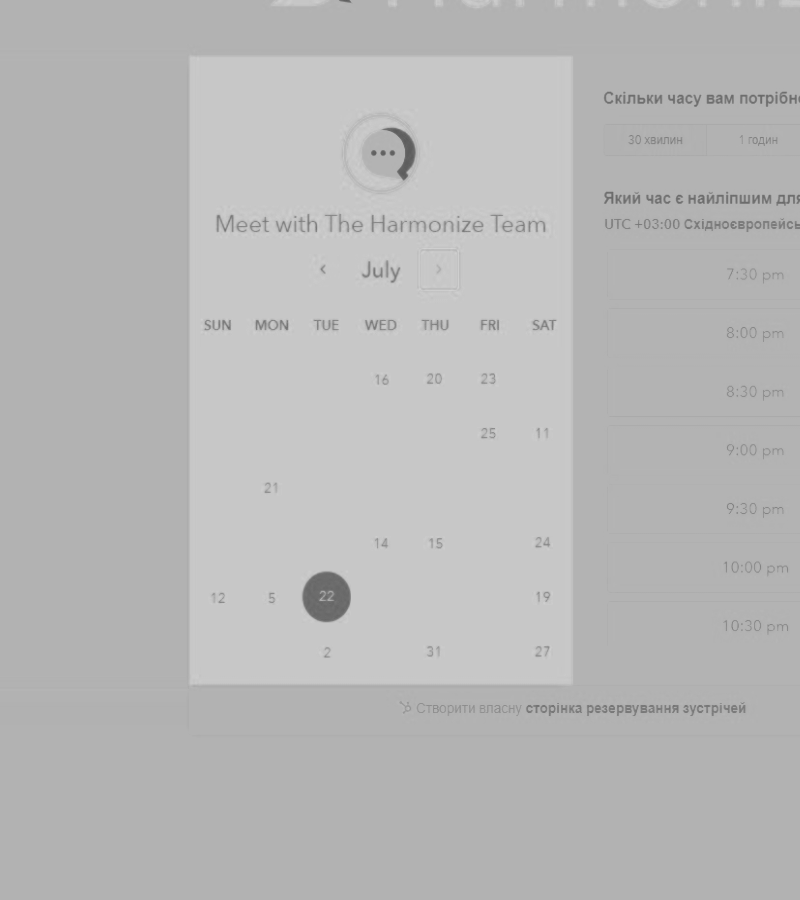 Meet with The Harmonize Team
‹ July ›
SUN MON TUE WED THU FRI SAT
16 20 23
25 11
21
14 15 24
12 5 22 19
2 31 27
Скільки часу вам потрібн
30 хвилин 1 годин
Який час є найліпшим для
UTC +03:00 Східноєвропейсь
7:30 pm
8:00 pm
8:30 pm
9:00 pm
9:30 pm
10:00 pm
10:30 pm
Створити власну сторінка резервування зустрічей